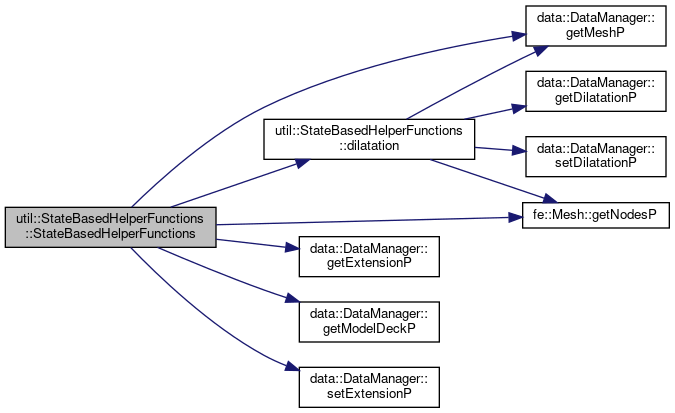 data::DataManager::
getMeshP
data::DataManager::
getDilatationP
util::StateBasedHelperFunctions
::dilatation
data::DataManager::
setDilatationP
util::StateBasedHelperFunctions
::StateBasedHelperFunctions
fe::Mesh::getNodesP
data::DataManager::
getExtensionP
data::DataManager::
getModelDeckP
data::DataManager::
setExtensionP